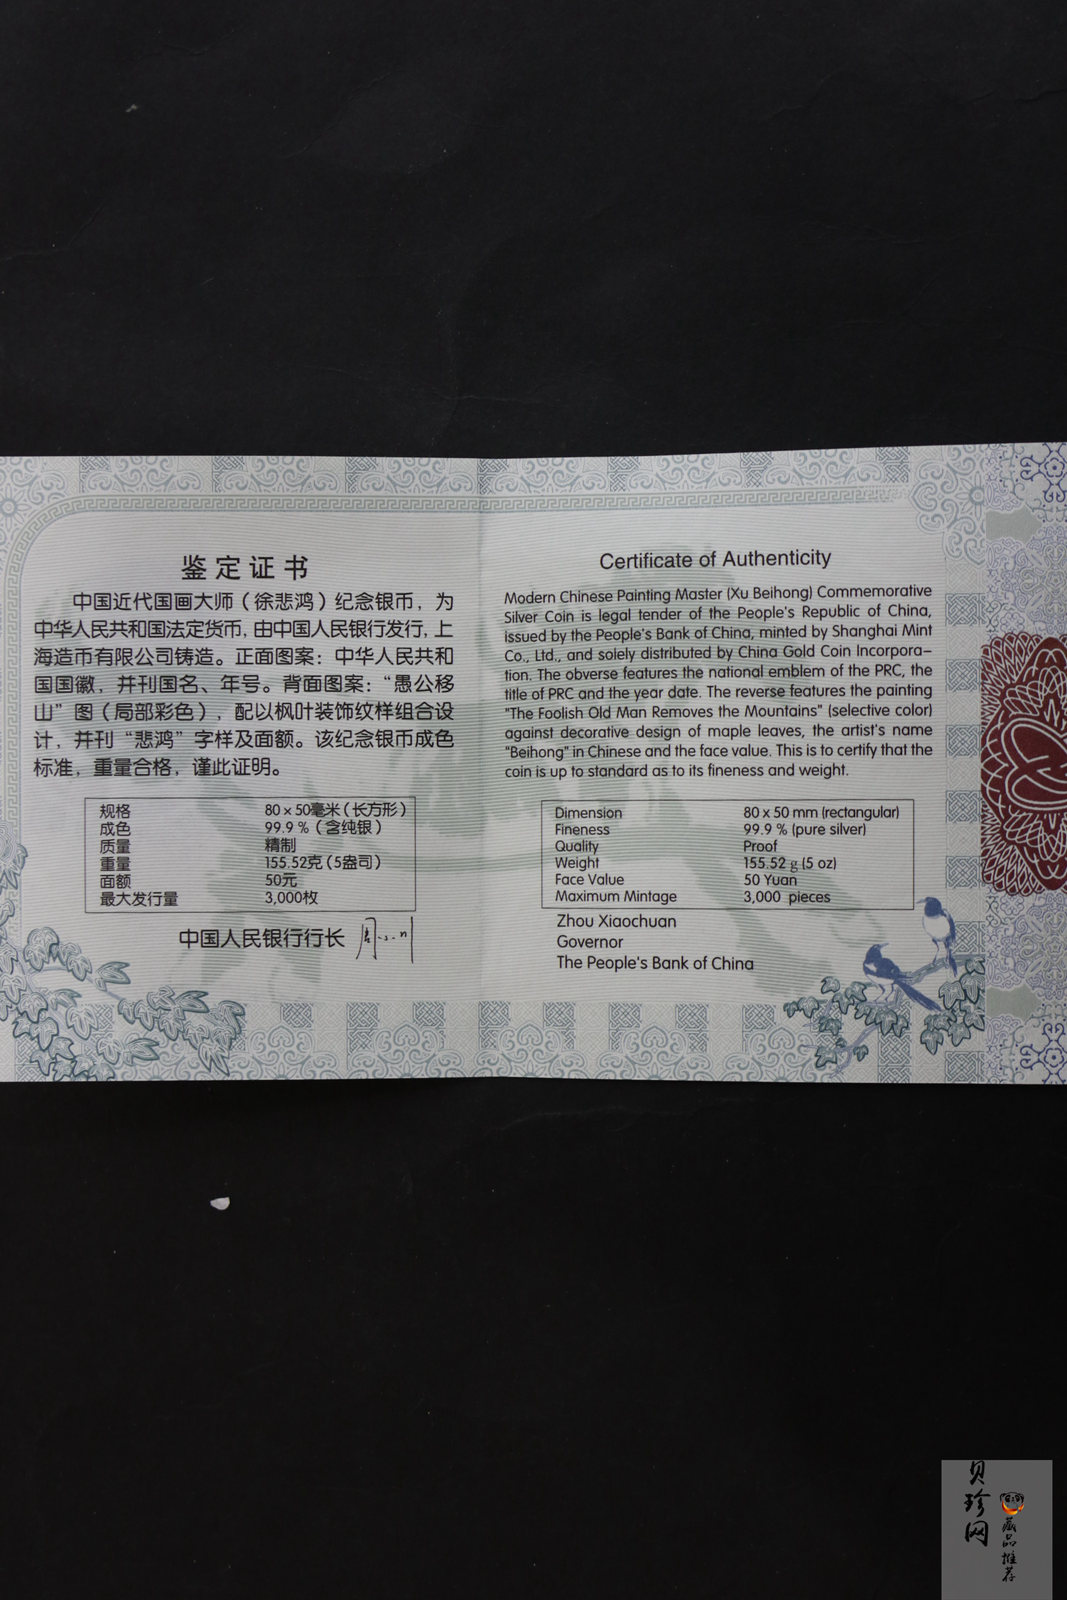 鉴定证书
中国近代国画大师（徐悲鸿）纪念银币，为
中华人民共和国法定货币，由中国人民银行发行，上
海造币有限公司铸造。正面图案：中华人民共和
国国徽，并刊国名、年号。背面图案：“愚公移
山”图（局部彩色），配以枫叶装饰纹样组合设
计，并刊“悲鸿”字样及面额。该纪念银币成色
标准，重量合格，谨此证明。
规格 80×50毫米（长方形）
成色 99.9％（含纯银）
质量 精制
重量 155.52克（5盎司）
面额 50元
最大发行量 3,000枚
中国人民银行行长
Certificate of Authenticity
Modern Chinese Painting Master (Xu Beihong) Commemorative
Silver Coin is legal tender of the People's Republic of China,
issued by the People's Bank of China, minted by Shanghai Mint
Co., Ltd., and solely distributed by China Gold Coin Incorpora-
tion. The obverse features the national emblem of the PRC, the
title of PRC and the year date. The reverse features the painting
"The Foolish Old Man Removes the Mountains" (selective color)
against decorative design of maple leaves, the artist's name
"Beihong" in Chinese and the face value. This is to certify that the
coin is up to standard as to its fineness and weight.
Dimension 80 x 50 mm (rectangular)
Fineness 99.9 % (pure silver)
Quality Proof
Weight 155.52 g (5 oz)
Face Value 50 Yuan
Maximum Mintage 3,000 pieces
Zhou Xiaochuan
Governor
The People's Bank of China
贝珍网
藏品推荐